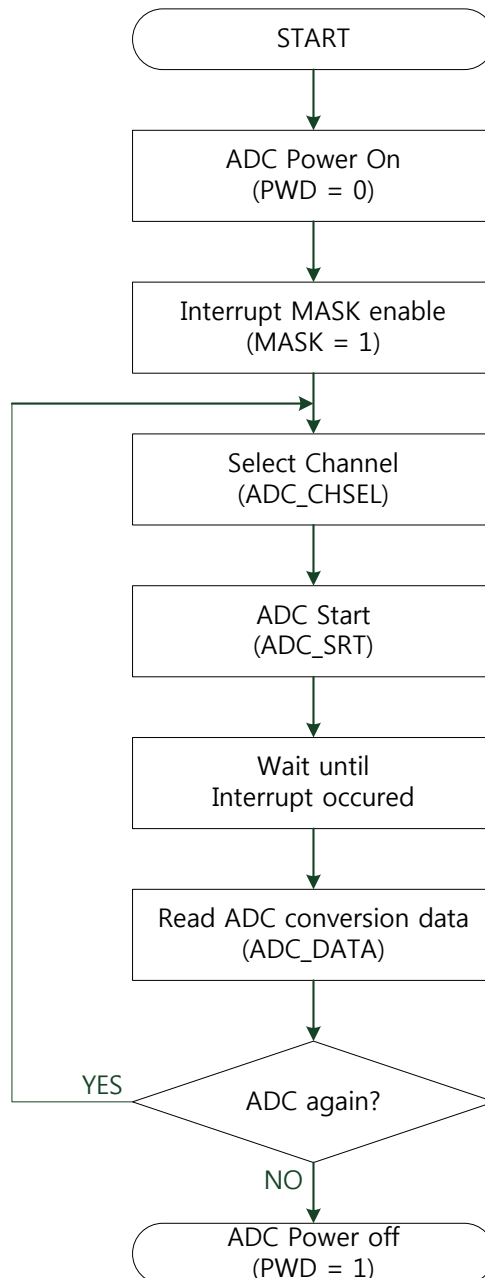 START
ADC Power On
(PWD = 0)
Interrupt MASK enable
(MASK = 1)
Select Channel
(ADC_CHSEL)
ADC Start
(ADC_SRT)
Wait until
Interrupt occured
Read ADC conversion data
(ADC_DATA)
YES
ADC again?
NO
ADC Power off
(PWD = 1)